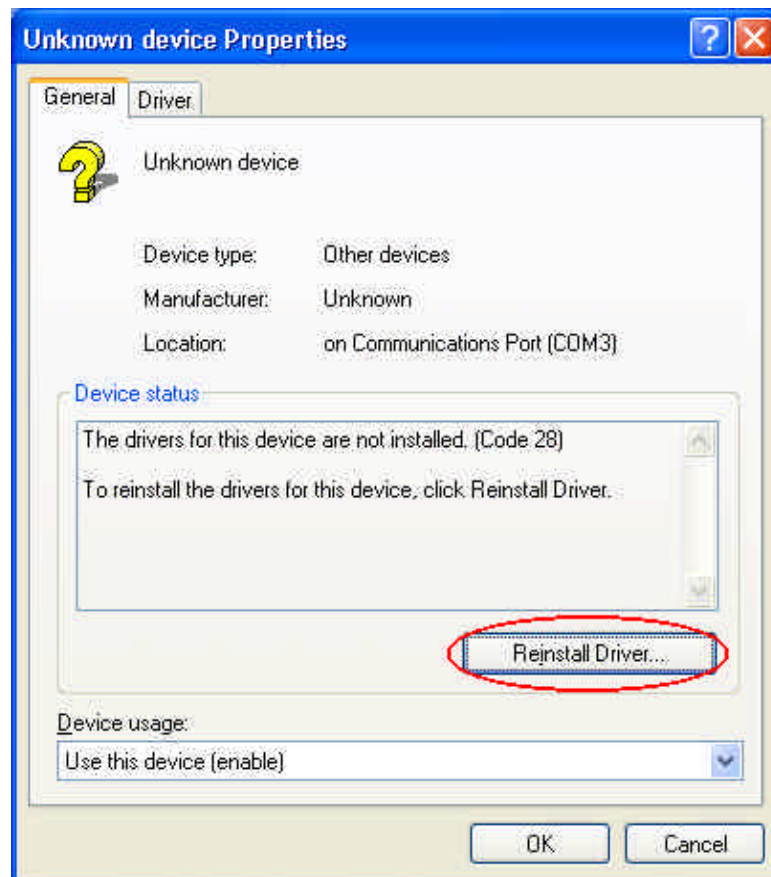 Unknown device Properties
General Driver
Unknown device
Device type: Other devices
Manufacturer: Unknown
Location: on Communications Port (COM3)
Device status
The drivers for this device are not installed. (Code 28)
To reinstall the drivers for this device, click Reinstall Driver.
Reinstall Driver...
Device usage:
Use this device (enable)
OK Cancel